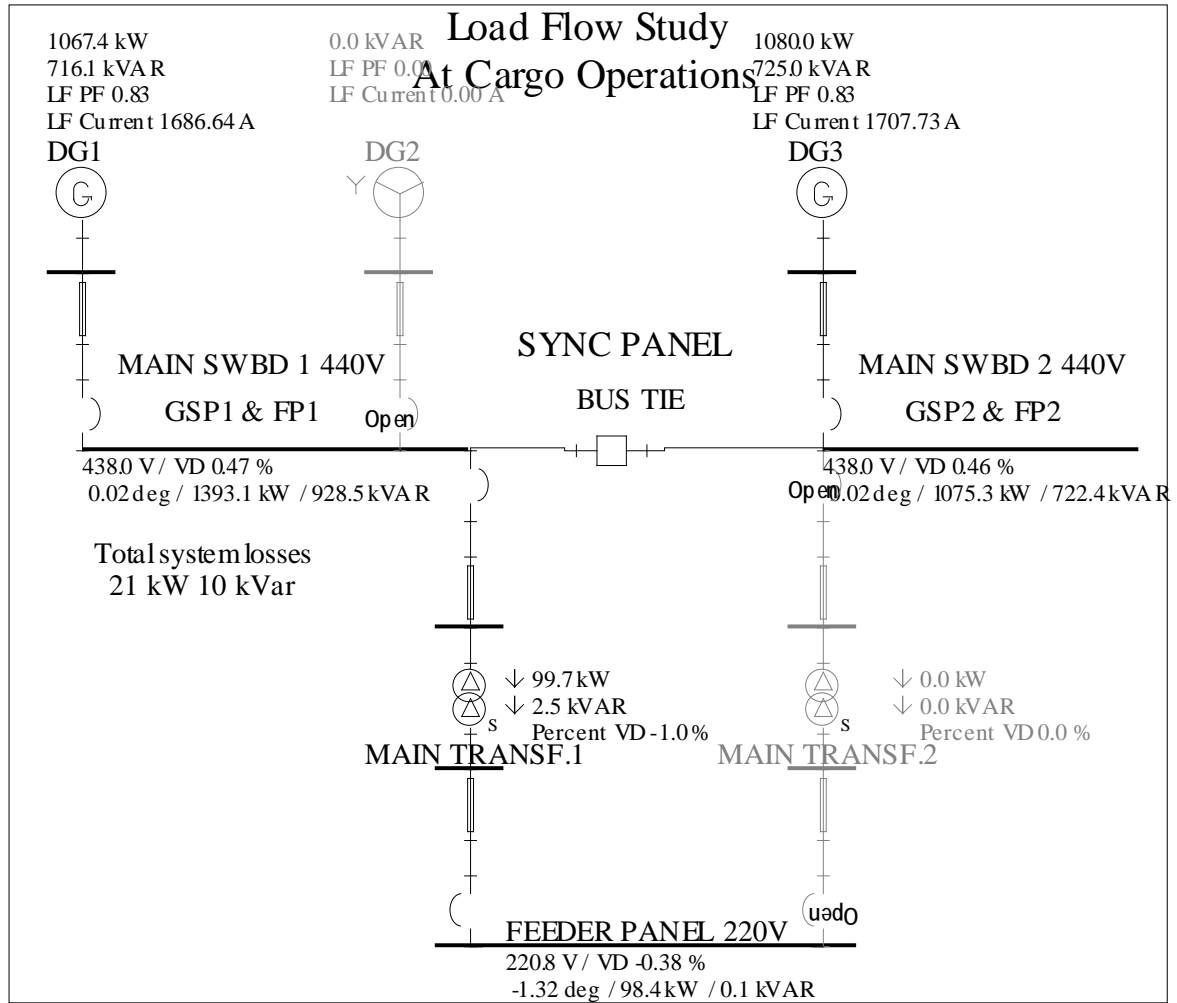 Load Flow Study
At Cargo Operations
1067.4 kW
716.1 kVAR
LF PF 0.83
LF Current 1686.64 A
DG1
G
0.0 kVAR
LF PF 0.00
LF Current 0.00 A
DG2
1080.0 kW
725.0 kVAR
LF PF 0.83
LF Current 1707.73 A
DG3
G
SYNC PANEL
BUS TIE
MAIN SWBD 1 440V
GSP1 & FP1
Open
MAIN SWBD 2 440V
GSP2 & FP2
438.0 V / VD 0.47 %
0.02 deg / 1393.1 kW / 928.5 kVAR
438.0 V / VD 0.46 %
Open
0.02 deg / 1075.3 kW / 722.4 kVAR
Total system losses
21 kW 10 kVar
99.7 kW
2.5 kVAR
S
Percent VD -1.0 %
MAIN TRANSF.1
0.0 kW
0.0 kVAR
S
Percent VD 0.0 %
MAIN TRANSF.2
Open
FEEDER PANEL 220V
220.8 V / VD -0.38 %
-1.32 deg / 98.4 kW / 0.1 kVAR